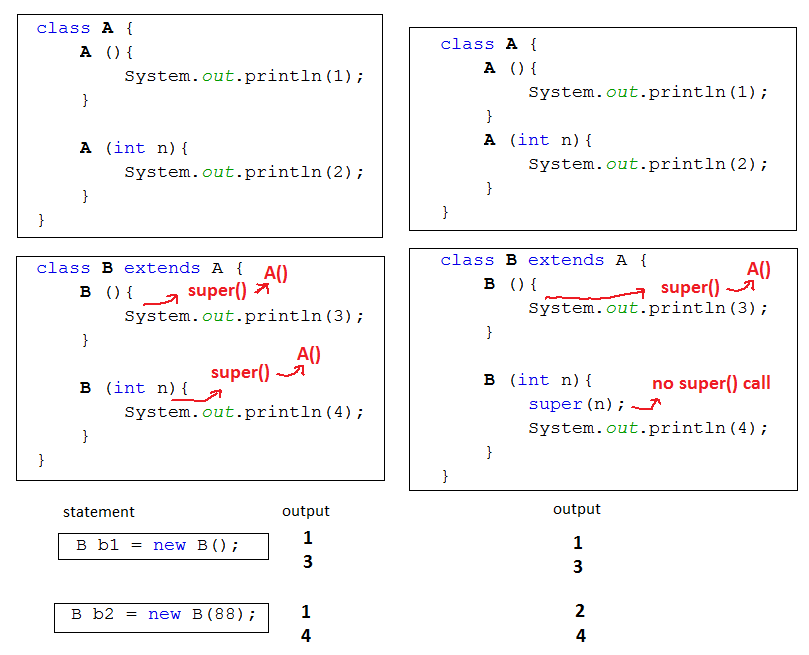 class A {
A (){
System.out.println(1);
}
A (int n){
System.out.println(2);
}
}
class B extends A {
A()
B (){
super()
System.out.println(3);
}
A()
super()
B (int n){
System.out.println(4);
}
}
class A {
A (){
System.out.println(1);
}
A (int n){
System.out.println(2);
}
}
class B extends A {
A()
B (){
super()
System.out.println(3);
}
B (int n){
no super() call
super(n);
System.out.println(4);
}
}
statement
output
output
B b1 = new B();
1
3
1
3
B b2 = new B(88);
1
4
2
4